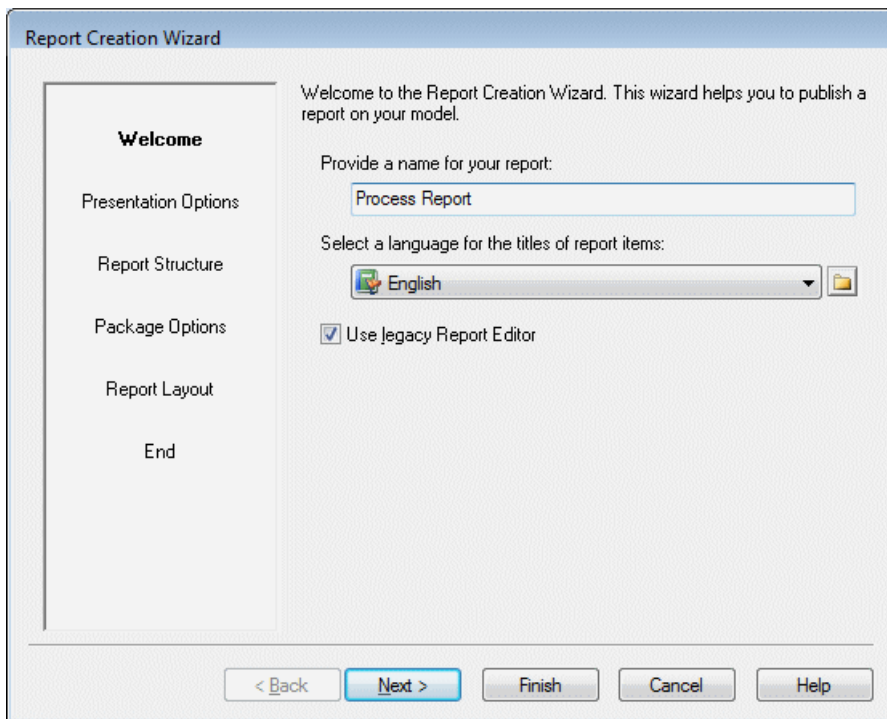 Report Creation Wizard
Welcome
Presentation Options
Report Structure
Package Options
Report Layout
End
Welcome to the Report Creation Wizard. This wizard helps you to publish a
report on your model.
Provide a name for your report:
Process Report
Select a language for the titles of report items:
English
Use legacy Report Editor
< Back
Next >
Finish
Cancel
Help